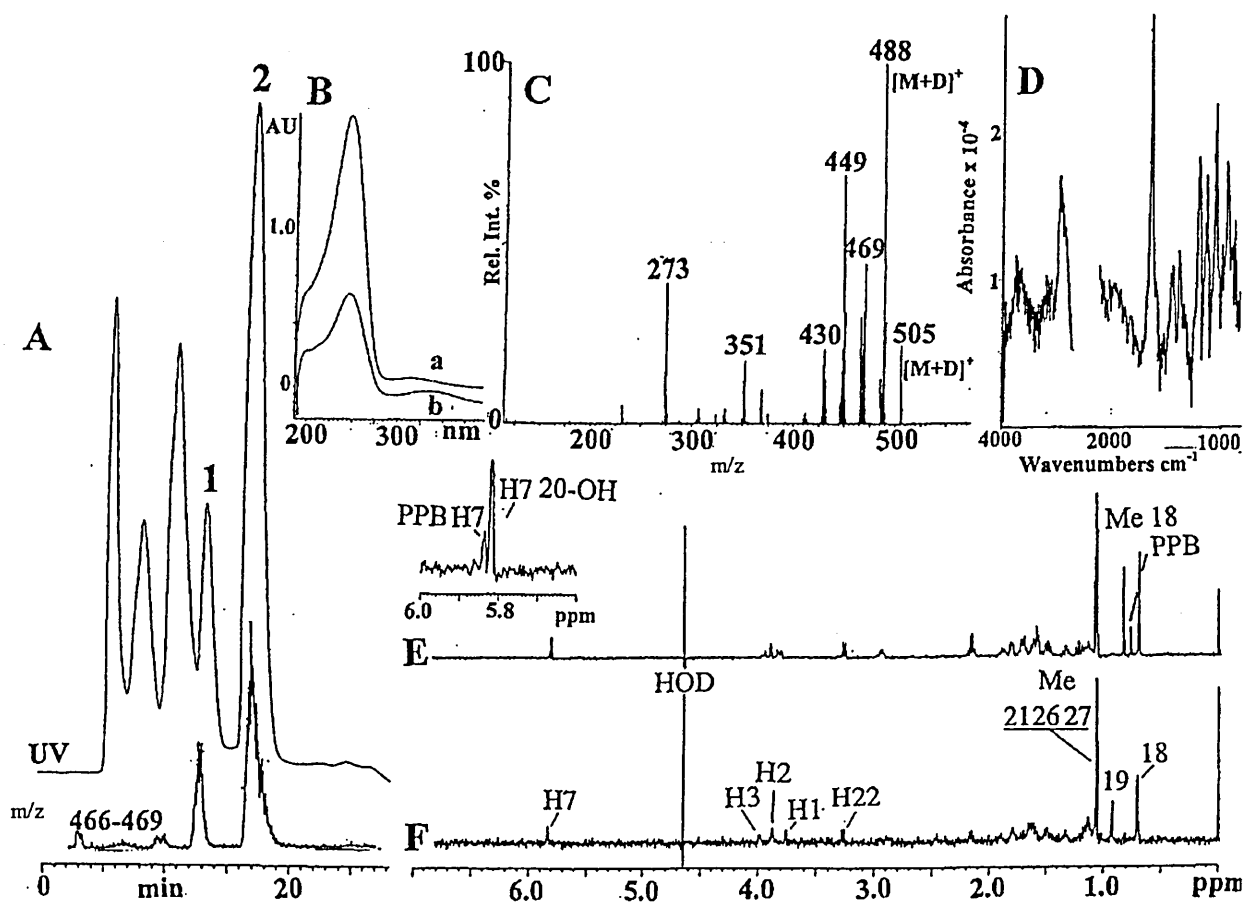 A
2
1
UV
m/z
466-469
0
min
20
B
AU
1.0
0
a
b
200
300
nm
C
100
Rel. Int. %
0
488
[M+D]⁺
449
469
273
351
430
505
[M+D]⁺
200
300
400
500
m/z
D
Absorbance x 10⁻⁴
2
1
4000
2000
1000
Wavenumbers cm⁻¹
PPB H7
H7 20-OH
6.0
5.8
ppm
Me 18
PPB
E
HOD
Me
21 26 27
19
18
H7
H3
H2
H1
H22
F
6.0
5.0
4.0
3.0
2.0
1.0
ppm